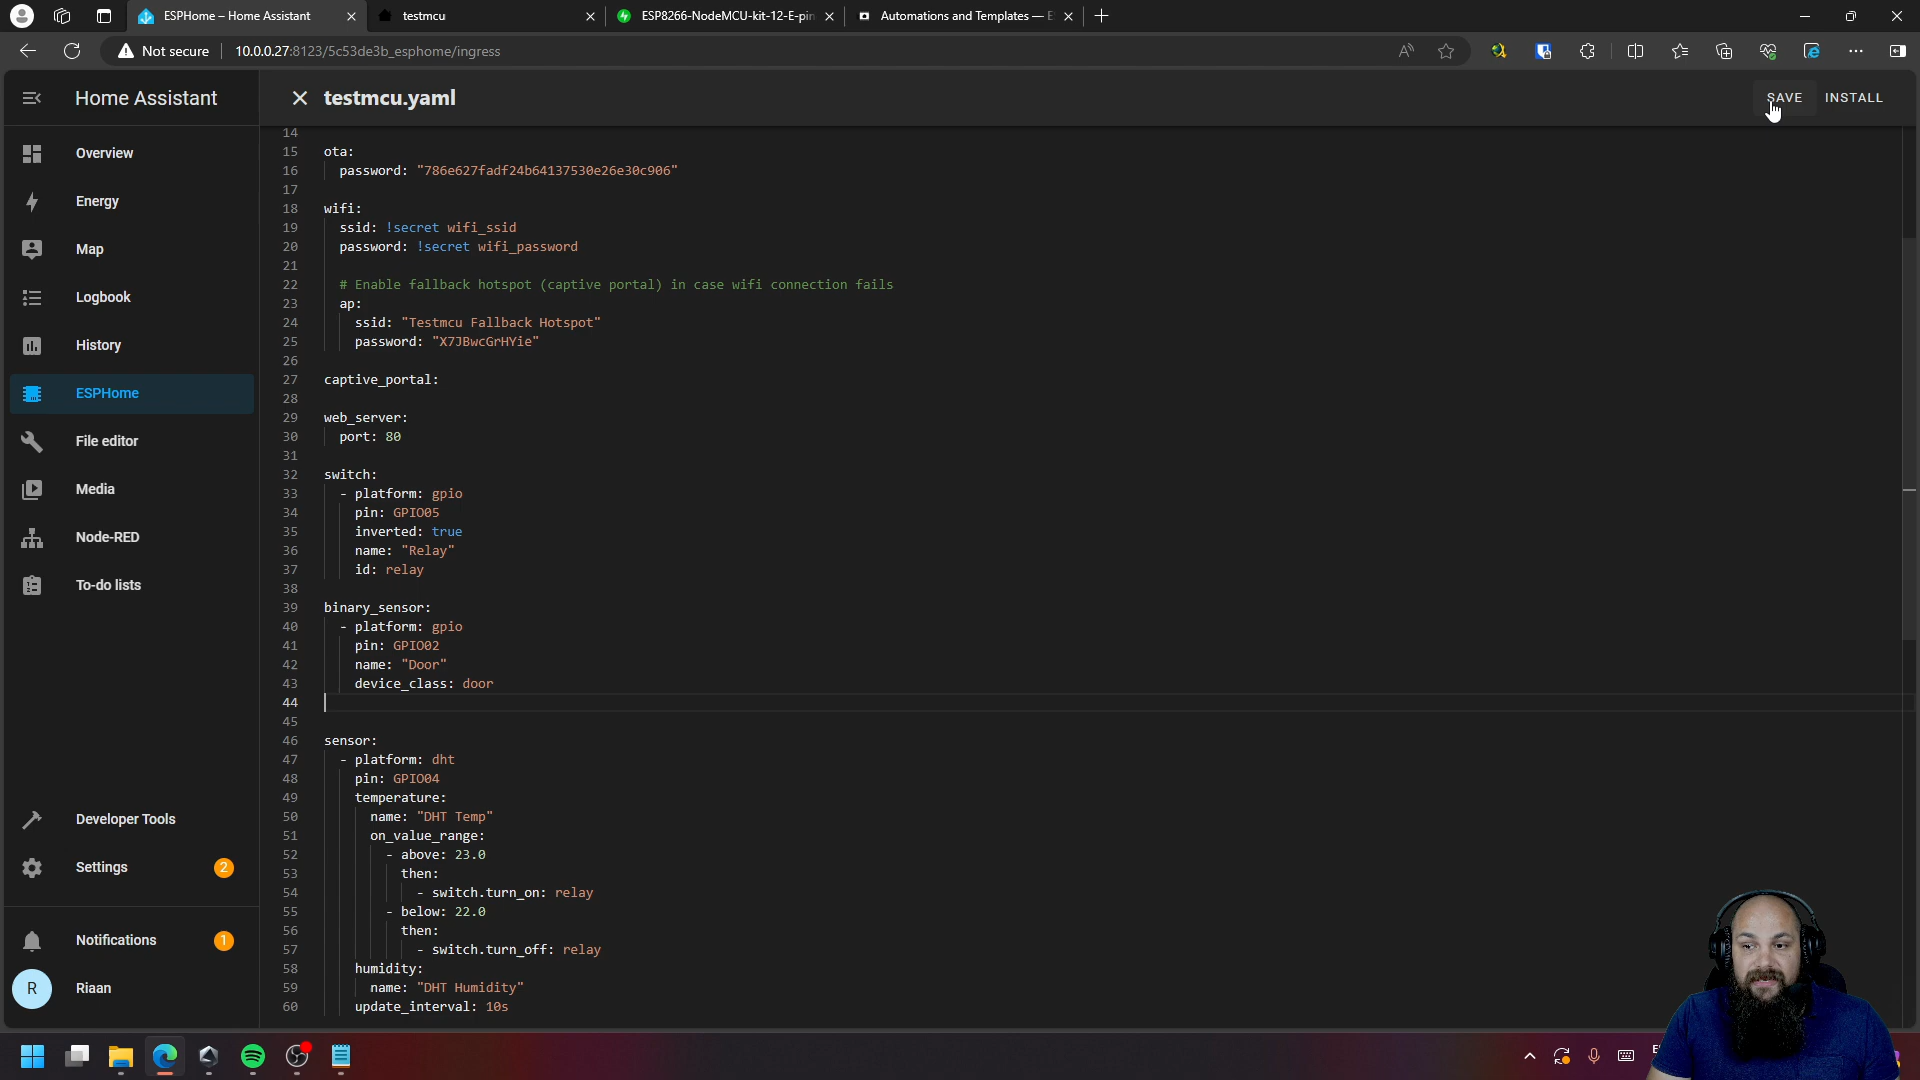 ESPHome – Home Assistant
testmcu
ESP8266-NodeMCU-kit-12-E-pin
Automations and Templates — E
Not secure
10.0.0.27:8123/5c53de3b_esphome/ingress
Home Assistant
testmcu.yaml
SAVE
INSTALL
Overview
Energy
Map
Logbook
History
ESPHome
File editor
Media
Node-RED
To-do lists
Developer Tools
Settings
2
Notifications
1
R
Riaan
14
15 ota:
16 password: "786e627fadf24b64137530e26e30c906"
17
18 wifi:
19 ssid: !secret wifi_ssid
20 password: !secret wifi_password
21
22 # Enable fallback hotspot (captive portal) in case wifi connection fails
23 ap:
24 ssid: "Testmcu Fallback Hotspot"
25 password: "X7JBwcGrHYie"
26
27 captive_portal:
28
29 web_server:
30 port: 80
31
32 switch:
33 - platform: gpio
34 pin: GPIO05
35 inverted: true
36 name: "Relay"
37 id: relay
38
39 binary_sensor:
40 - platform: gpio
41 pin: GPIO02
42 name: "Door"
43 device_class: door
44
45
46 sensor:
47 - platform: dht
48 pin: GPIO04
49 temperature:
50 name: "DHT Temp"
51 on_value_range:
52 - above: 23.0
53 then:
54 - switch.turn_on: relay
55 - below: 22.0
56 then:
57 - switch.turn_off: relay
58 humidity:
59 name: "DHT Humidity"
60 update_interval: 10s